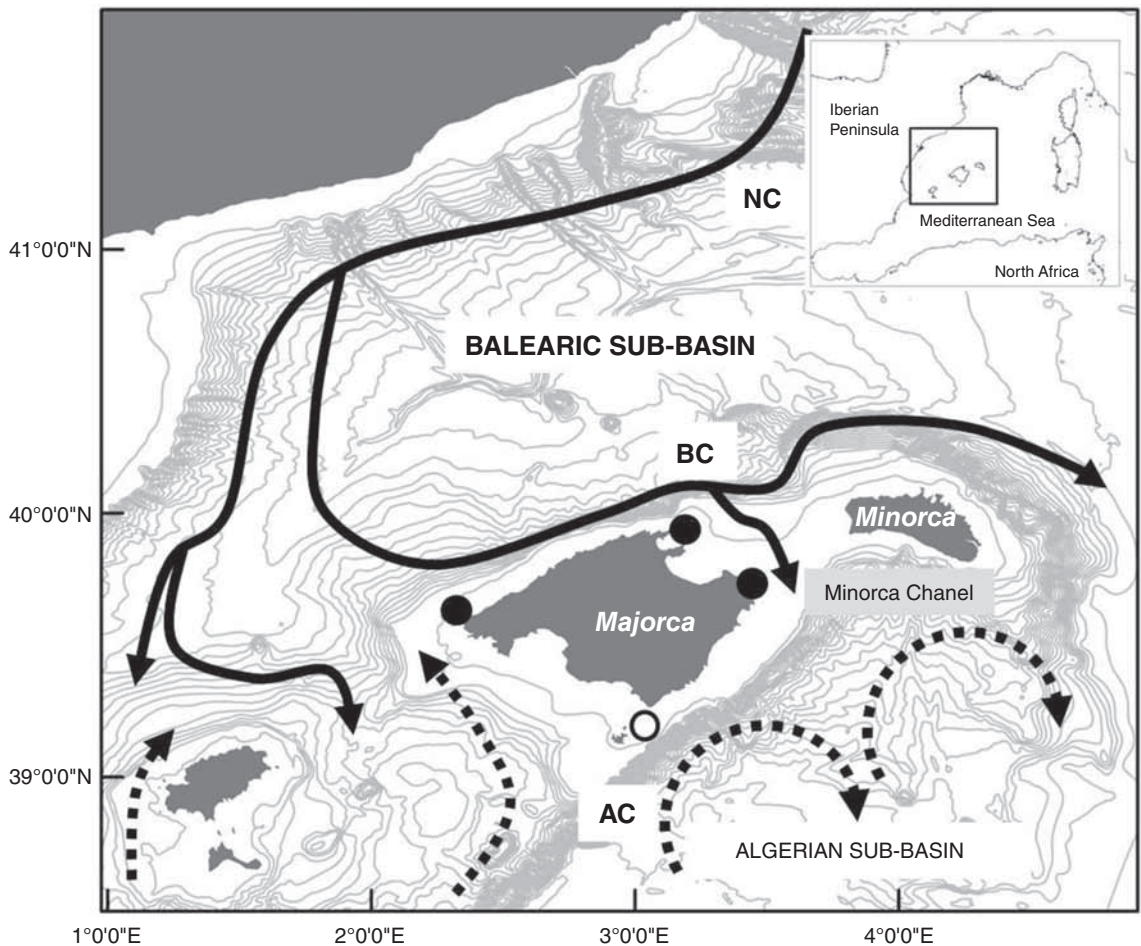 Iberian
Peninsula
Mediterranean Sea
North Africa
NC
41°0'0"N
BALEARIC SUB-BASIN
BC
40°0'0"N
Minorca
Minorca Chanel
Majorca
39°0'0"N
AC
ALGERIAN SUB-BASIN
1°0'0"E
2°0'0"E
3°0'0"E
4°0'0"E